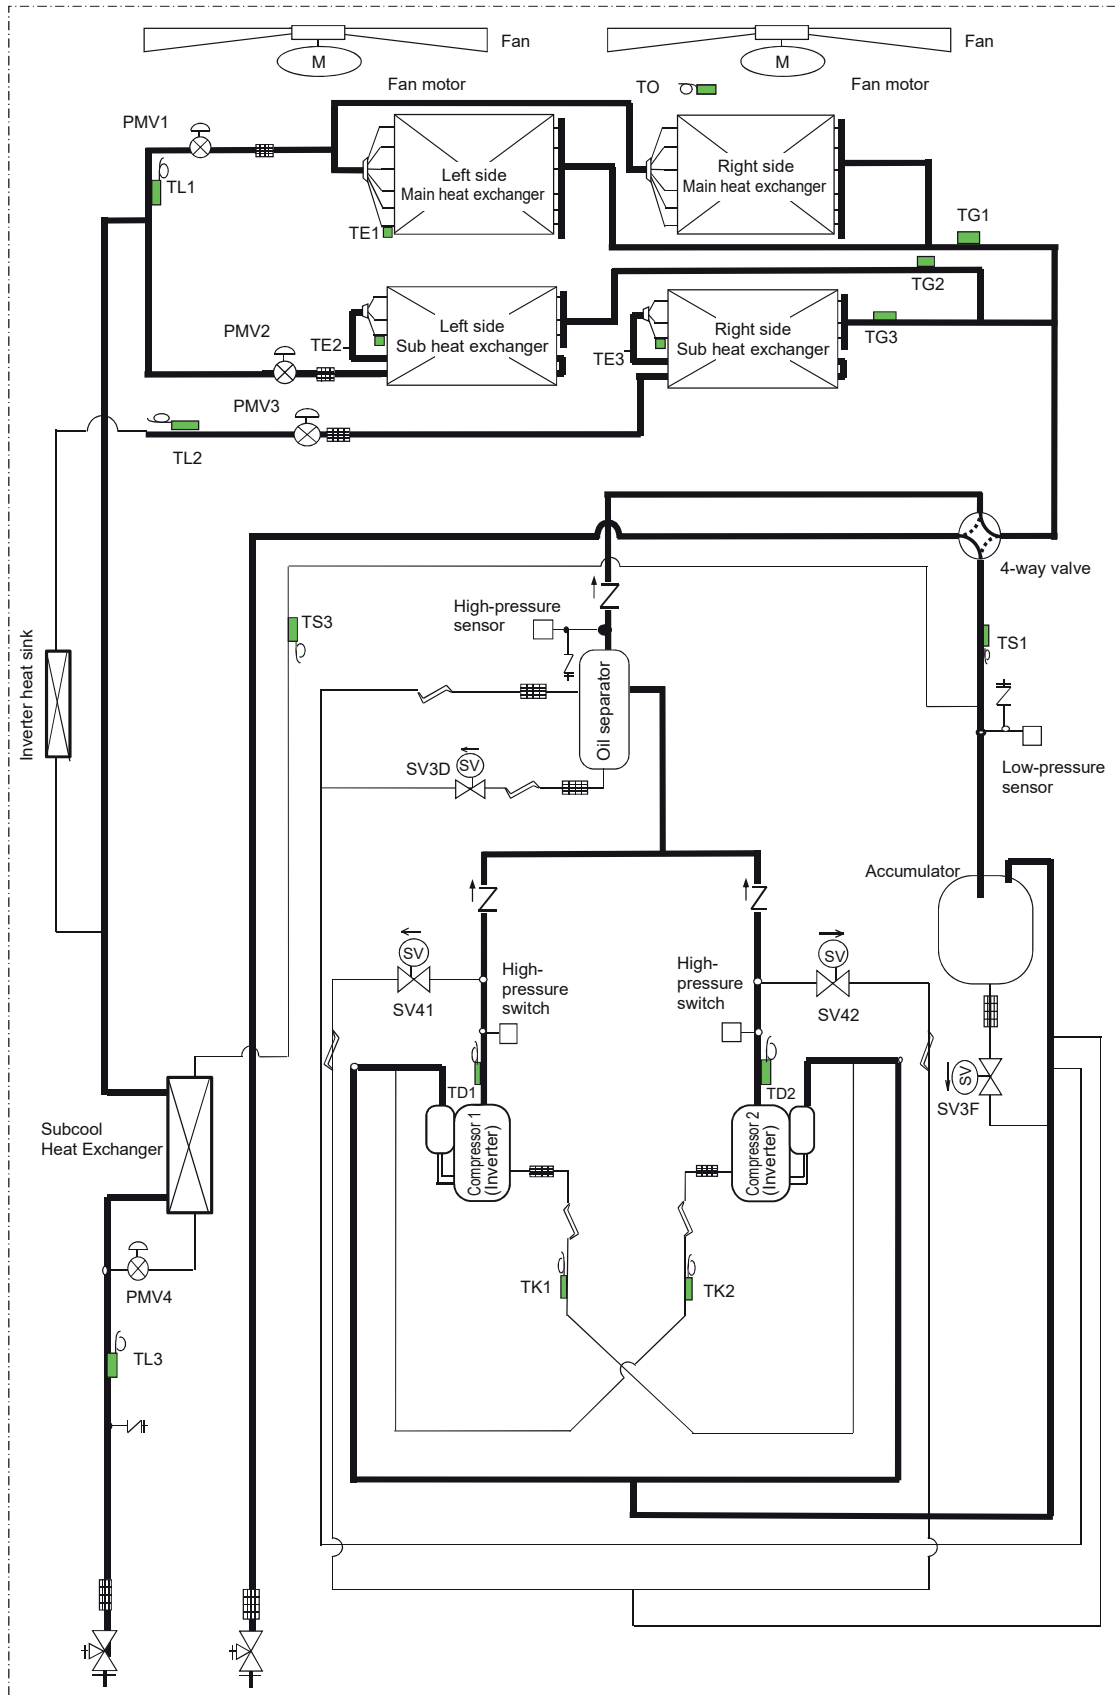 Fan
Fan
M
M
Fan motor
TO
Fan motor
PMV1
Left side
Main heat exchanger
Right side
Main heat exchanger
TL1
TE1
TG1
TG2
PMV2
Left side
Sub heat exchanger
Right side
Sub heat exchanger
TG3
TE2
TE3
PMV3
TL2
4-way valve
High-pressure
sensor
TS3
TS1
Inverter heat sink
Oil separator
SV3D
SV
Low-pressure
sensor
Accumulator
SV
SV
High-
pressure
switch
High-
pressure
switch
SV41
SV42
SV
SV3F
TD1
TD2
Subcool
Heat Exchanger
Compressor 1
(Inverter)
Compressor 2
(Inverter)
PMV4
TK1
TK2
TL3